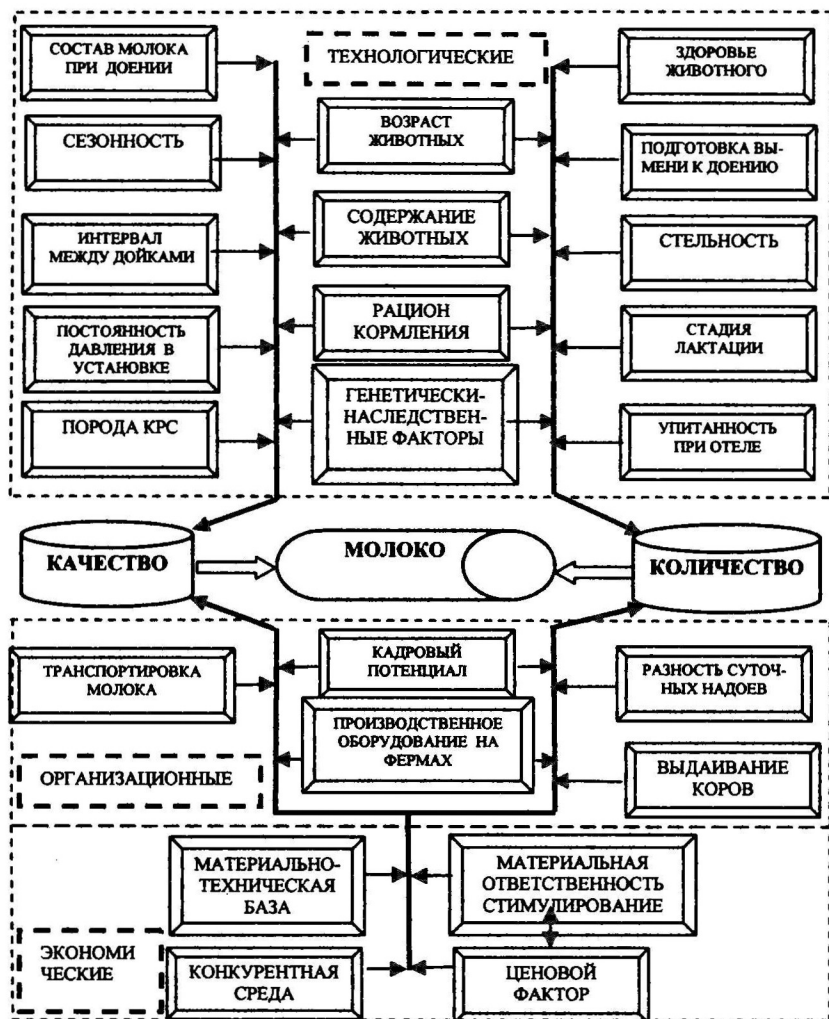 СОСТАВ МОЛОКА
ПРИ ДОЕНИИ
ТЕХНОЛОГИЧЕСКИЕ
ЗДОРОВЬЕ
ЖИВОТНОГО
СЕЗОННОСТЬ
ВОЗРАСТ
ЖИВОТНЫХ
ПОДГОТОВКА ВЫ-
МЕНИ К ДОЕНИЮ
ИНТЕРВАЛ
МЕЖДУ ДОЙКАМИ
СОДЕРЖАНИЕ
ЖИВОТНЫХ
СТЕЛЬНОСТЬ
ПОСТОЯННОСТЬ
ДАВЛЕНИЯ В
УСТАНОВКЕ
РАЦИОН
КОРМЛЕНИЯ
СТАДИЯ
ЛАКТАЦИИ
ПОРОДА КРС
ГЕНЕТИЧЕСКИ-
НАСЛЕДСТВЕН-
НЫЕ ФАКТОРЫ
УПИТАННОСТЬ
ПРИ ОТЕЛЕ
КАЧЕСТВО
МОЛОКО
КОЛИЧЕСТВО
ТРАНСПОРТИРОВКА
МОЛОКА
КАДРОВЫЙ
ПОТЕНЦИАЛ
РАЗНОСТЬ СУТОЧ-
НЫХ НАДОЕВ
ПРОИЗВОДСТВЕННОЕ
ОБОРУДОВАНИЕ НА
ФЕРМАХ
ОРГАНИЗАЦИОННЫЕ
ВЫДАИВАНИЕ
КОРОВ
МАТЕРИАЛЬНО-
ТЕХНИЧЕСКАЯ
БАЗА
МАТЕРИАЛЬНАЯ
ОТВЕТСТВЕННОСТЬ
СТИМУЛИРОВАНИЕ
ЭКОНОМИ
ЧЕСКИЕ
КОНКУРЕНТНАЯ
СРЕДА
ЦЕНОВОЙ
ФАКТОР